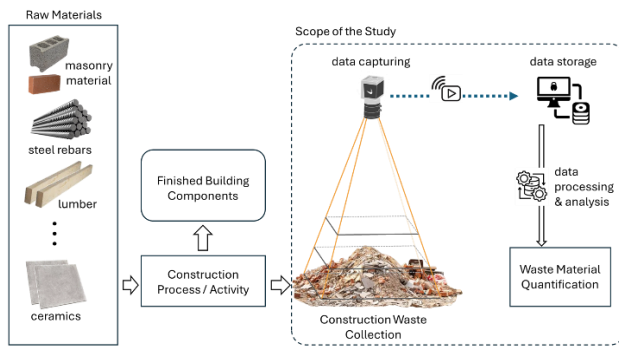 Raw Materials
masonry
material
steel rebars
lumber
ceramics
Finished Building
Components
Construction
Process / Activity
Scope of the Study
data capturing
data storage
data
processing
& analysis
Waste Material
Quantification
Construction Waste
Collection